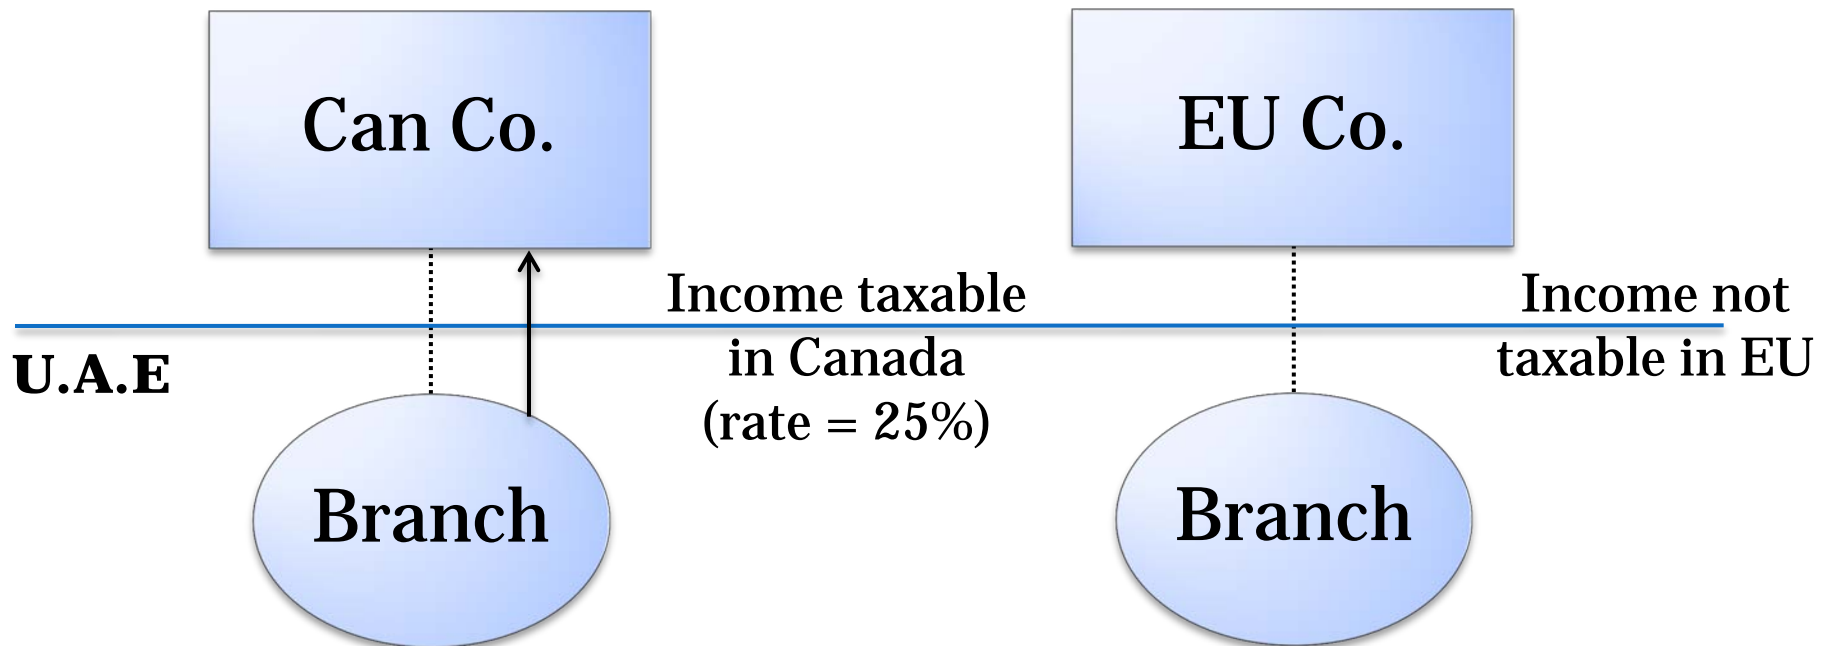 Can Co.
EU Co.
Income taxable
in Canada
(rate = 25%)
Income not
taxable in EU
U.A.E
Branch
Branch